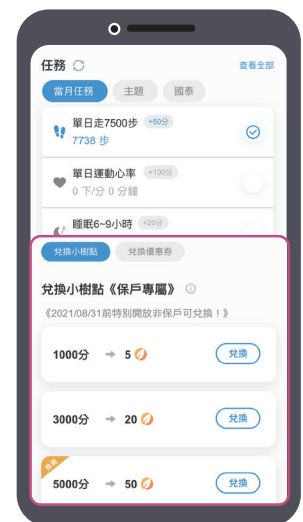 任務 查看全部
當月任務 主題 國泰
單日走7500步 +50分
7738 步
單日運動心率 +100分
0 下/分 0 分鐘
睡眠6~9小時 +20分
兌換小樹點 兌換優惠券
兌換小樹點《保戶專屬》
《2021/08/31前特別開放非保戶可兌換！》
1000分 → 5 兌換
3000分 → 20 兌換
5000分 → 50 兌換